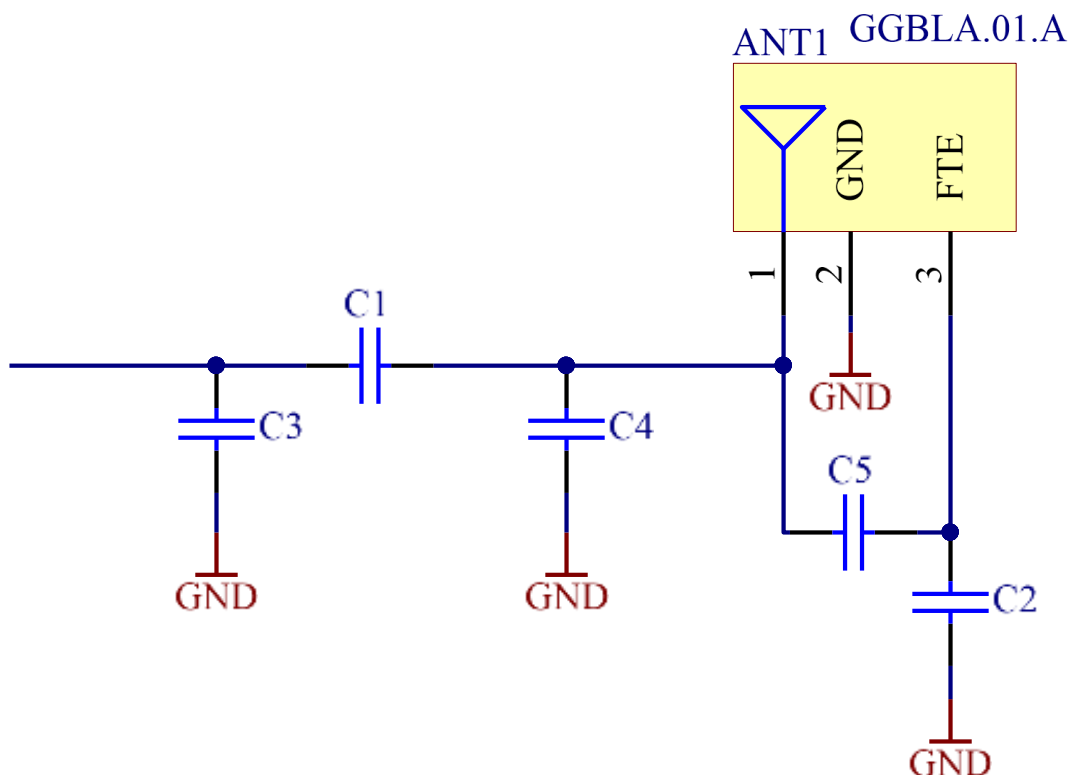 ANT1
GGBLA.01.A
GND
FTE
1
2
3
C1
GND
C3
C4
C5
GND
GND
C2
GND